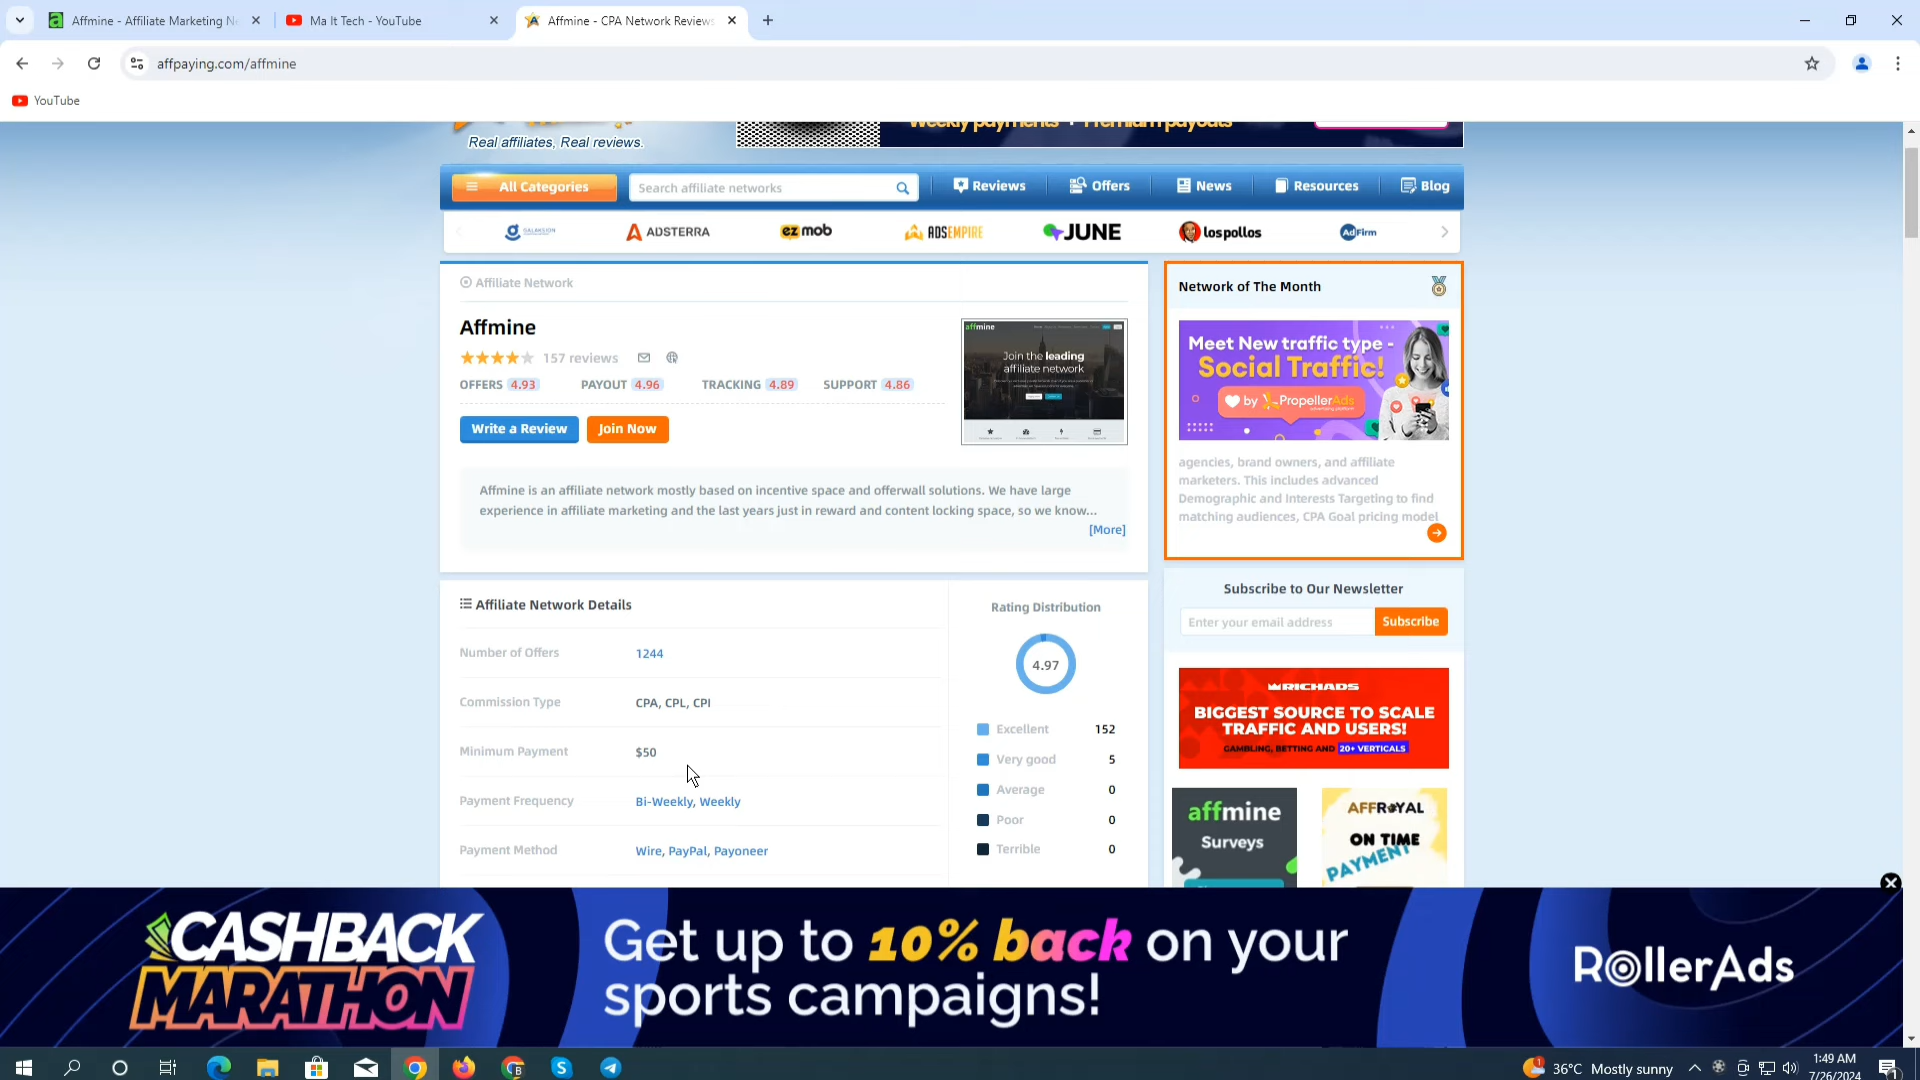 Affmine - Affiliate Marketing Ne
Ma It Tech - YouTube
Affmine - CPA Network Reviews
affpaying.com/affmine
YouTube
Real affiliates, Real reviews.
Weekly payments · Premium payouts
All Categories
Search affiliate networks
Reviews
Offers
News
Resources
Blog
GALAKSION
ADSTERRA
ezmob
ADSEMPIRE
JUNE
lospollos
AdFirm
Affiliate Network
Affmine
157 reviews
OFFERS 4.93
PAYOUT 4.96
TRACKING 4.89
SUPPORT 4.86
Write a Review
Join Now
affmine
Join the leading
affiliate network
Affmine is an affiliate network mostly based on incentive space and offerwall solutions. We have large
experience in affiliate marketing and the last years just in reward and content locking space, so we know...
[More]
Network of The Month
Meet New traffic type -
Social Traffic!
by PropellerAds
agencies, brand owners, and affiliate
marketers. This includes advanced
Demographic and Interests Targeting to find
matching audiences, CPA Goal pricing model
Affiliate Network Details
Number of Offers 1244
Commission Type CPA, CPL, CPI
Minimum Payment $50
Payment Frequency Bi-Weekly, Weekly
Payment Method Wire, PayPal, Payoneer
Rating Distribution
4.97
Excellent 152
Very good 5
Average 0
Poor 0
Terrible 0
Subscribe to Our Newsletter
Enter your email address
Subscribe
RICHADS
BIGGEST SOURCE TO SCALE
TRAFFIC AND USERS!
GAMBLING, BETTING AND 20+ VERTICALS
affmine
Surveys
AFFROYAL
ON TIME
PAYMENT
CASHBACK
MARATHON
Get up to 10% back on your
sports campaigns!
RollerAds
36°C Mostly sunny
1:49 AM
7/26/2024